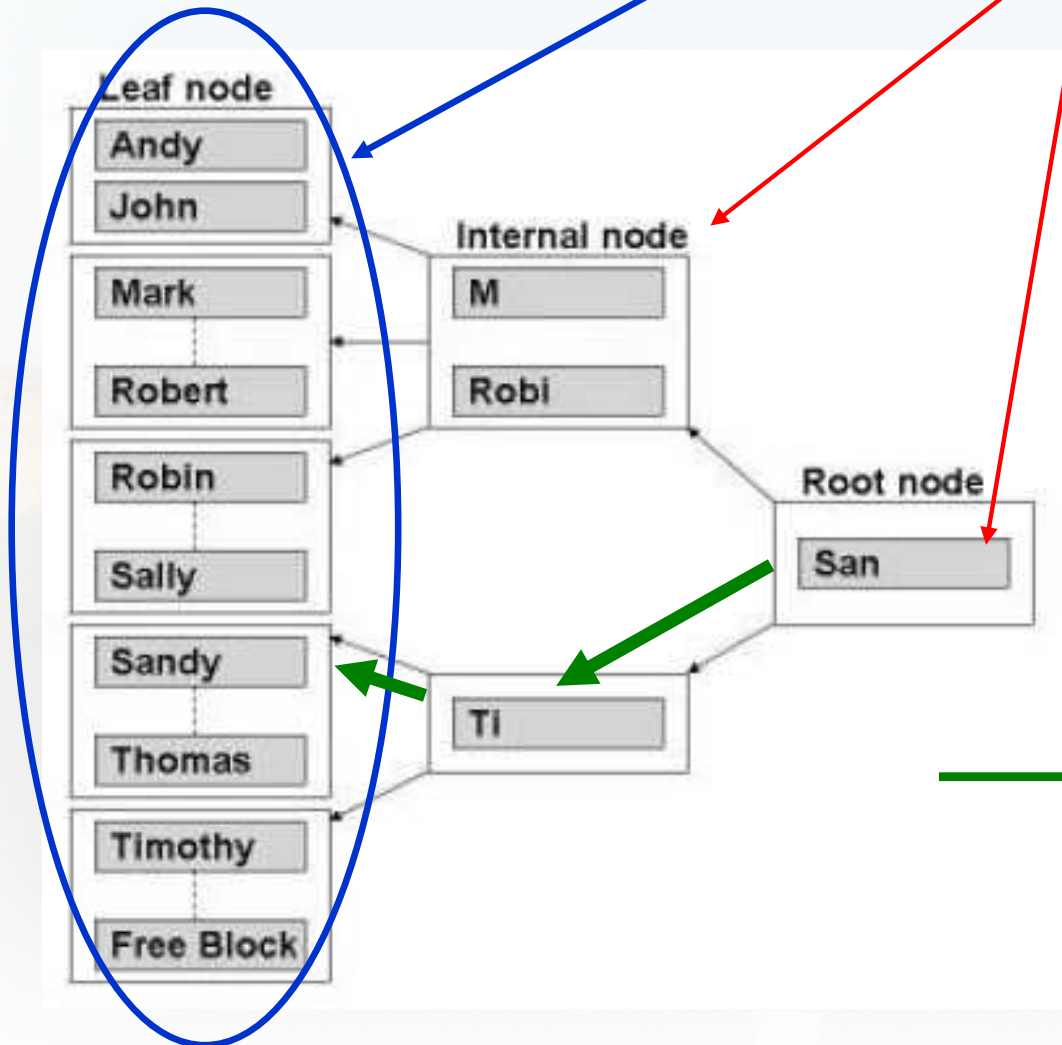 Leaf node
Andy
John
Mark
Robert
Robin
Sally
Sandy
Thomas
Timothy
Free Block
Internal node
M
Robi
Ti
Root node
San